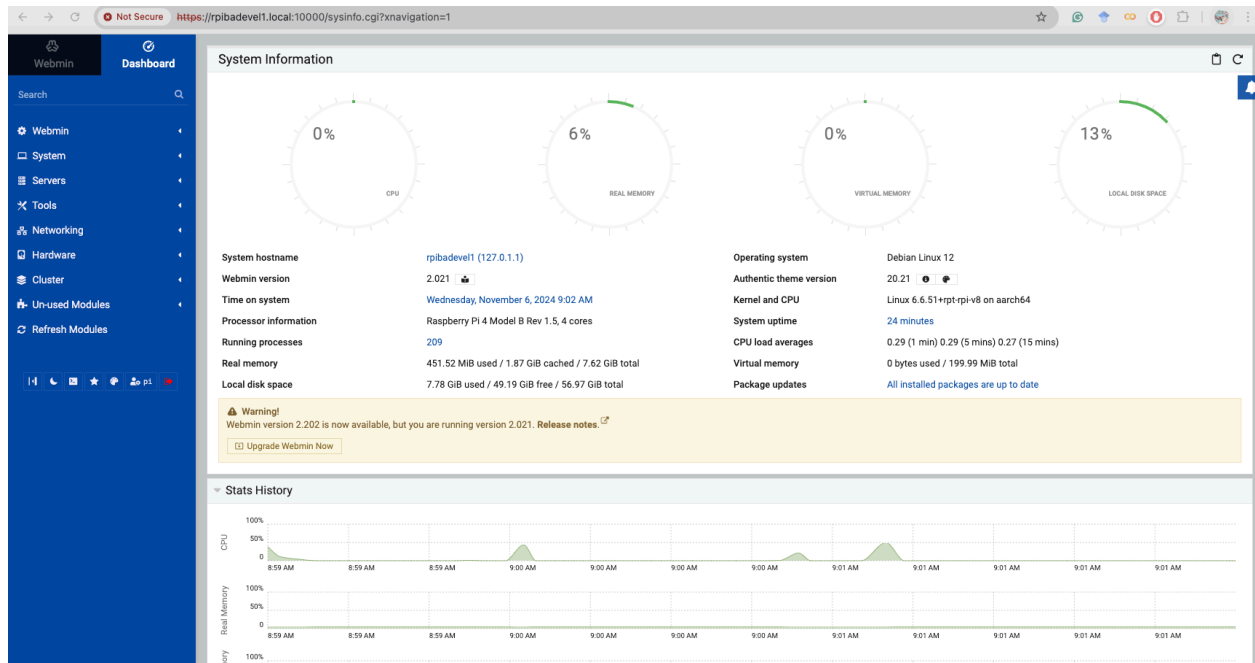 Not Secure https://rpibadevel1.local:10000/sysinfo.cgi?xnavigation=1
Webmin
Dashboard
Search
Webmin
System
Servers
Tools
Networking
Hardware
Cluster
Un-used Modules
Refresh Modules
pi
System Information
0%
CPU
6%
REAL MEMORY
0%
VIRTUAL MEMORY
13%
LOCAL DISK SPACE
System hostname rpibadevel1 (127.0.1.1) Operating system Debian Linux 12
Webmin version 2.021 Authentic theme version 20.21
Time on system Wednesday, November 6, 2024 9:02 AM Kernel and CPU Linux 6.6.51+rpt-rpi-v8 on aarch64
Processor information Raspberry Pi 4 Model B Rev 1.5, 4 cores System uptime 24 minutes
Running processes 209 CPU load averages 0.29 (1 min) 0.29 (5 mins) 0.27 (15 mins)
Real memory 451.52 MiB used / 1.87 GiB cached / 7.62 GiB total Virtual memory 0 bytes used / 199.99 MiB total
Local disk space 7.78 GiB used / 49.19 GiB free / 56.97 GiB total Package updates All installed packages are up to date
Warning!
Webmin version 2.202 is now available, but you are running version 2.021. Release notes.
Upgrade Webmin Now
Stats History
CPU
100%
50%
0
8:59 AM 8:59 AM 8:59 AM 9:00 AM 9:00 AM 9:00 AM 9:00 AM 9:01 AM 9:01 AM 9:01 AM 9:01 AM 9:01 AM
Real Memory
100%
50%
0
8:59 AM 8:59 AM 8:59 AM 9:00 AM 9:00 AM 9:00 AM 9:00 AM 9:01 AM 9:01 AM 9:01 AM 9:01 AM 9:01 AM
100%